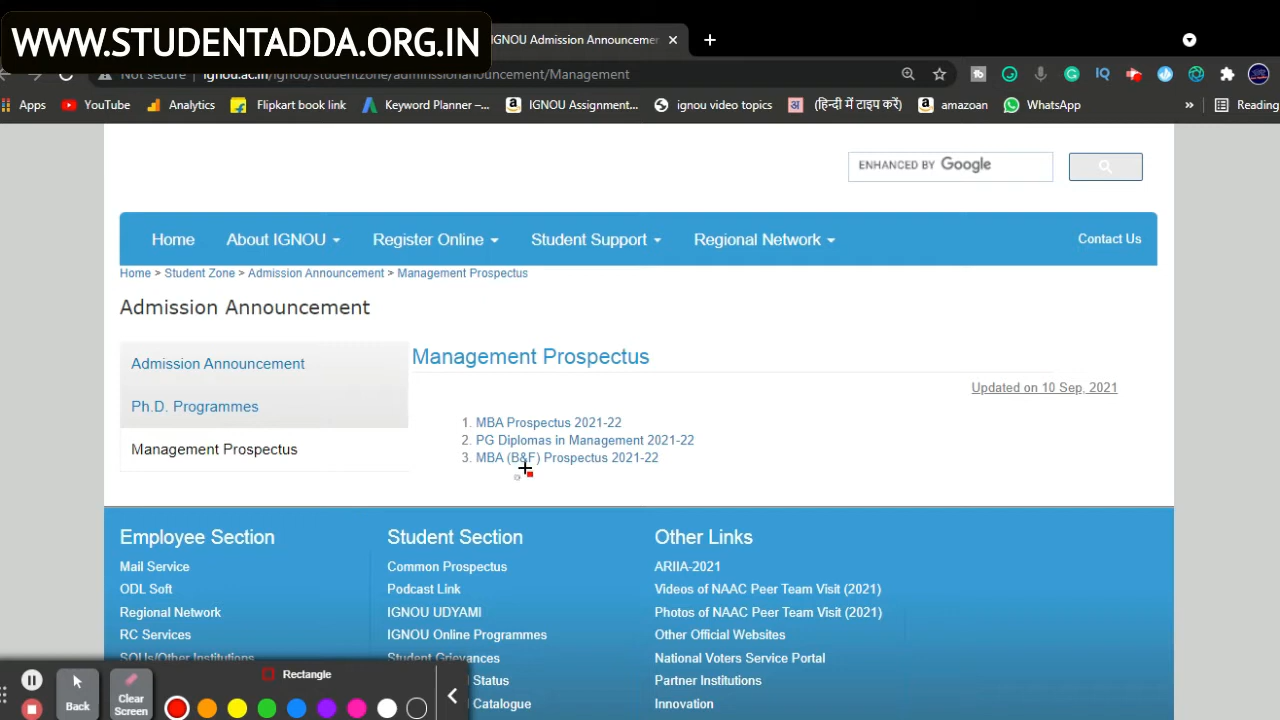 WWW.STUDENTADDA.ORG.IN
IGNOU Admission Announcemer
Not secure ignou.ac.in/ignou/studentzone/adminssionanouncement/Management
Apps YouTube Analytics Flipkart book link Keyword Planner –... IGNOU Assignment... ignou video topics (हिन्दी में टाइप करें) amazoan WhatsApp » Reading
ENHANCED BY Google
Home About IGNOU Register Online Student Support Regional Network Contact Us
Home > Student Zone > Admission Announcement > Management Prospectus
Admission Announcement
Admission Announcement
Ph.D. Programmes
Management Prospectus
Management Prospectus
Updated on 10 Sep, 2021
1. MBA Prospectus 2021-22
2. PG Diplomas in Management 2021-22
3. MBA (B&F) Prospectus 2021-22
Employee Section
Mail Service
ODL Soft
Regional Network
RC Services
SOUs/Other Institutions
Student Section
Common Prospectus
Podcast Link
IGNOU UDYAMI
IGNOU Online Programmes
Student Grievances
Status
Catalogue
Other Links
ARIIA-2021
Videos of NAAC Peer Team Visit (2021)
Photos of NAAC Peer Team Visit (2021)
Other Official Websites
National Voters Service Portal
Partner Institutions
Innovation
Rectangle
Back
Clear
Screen